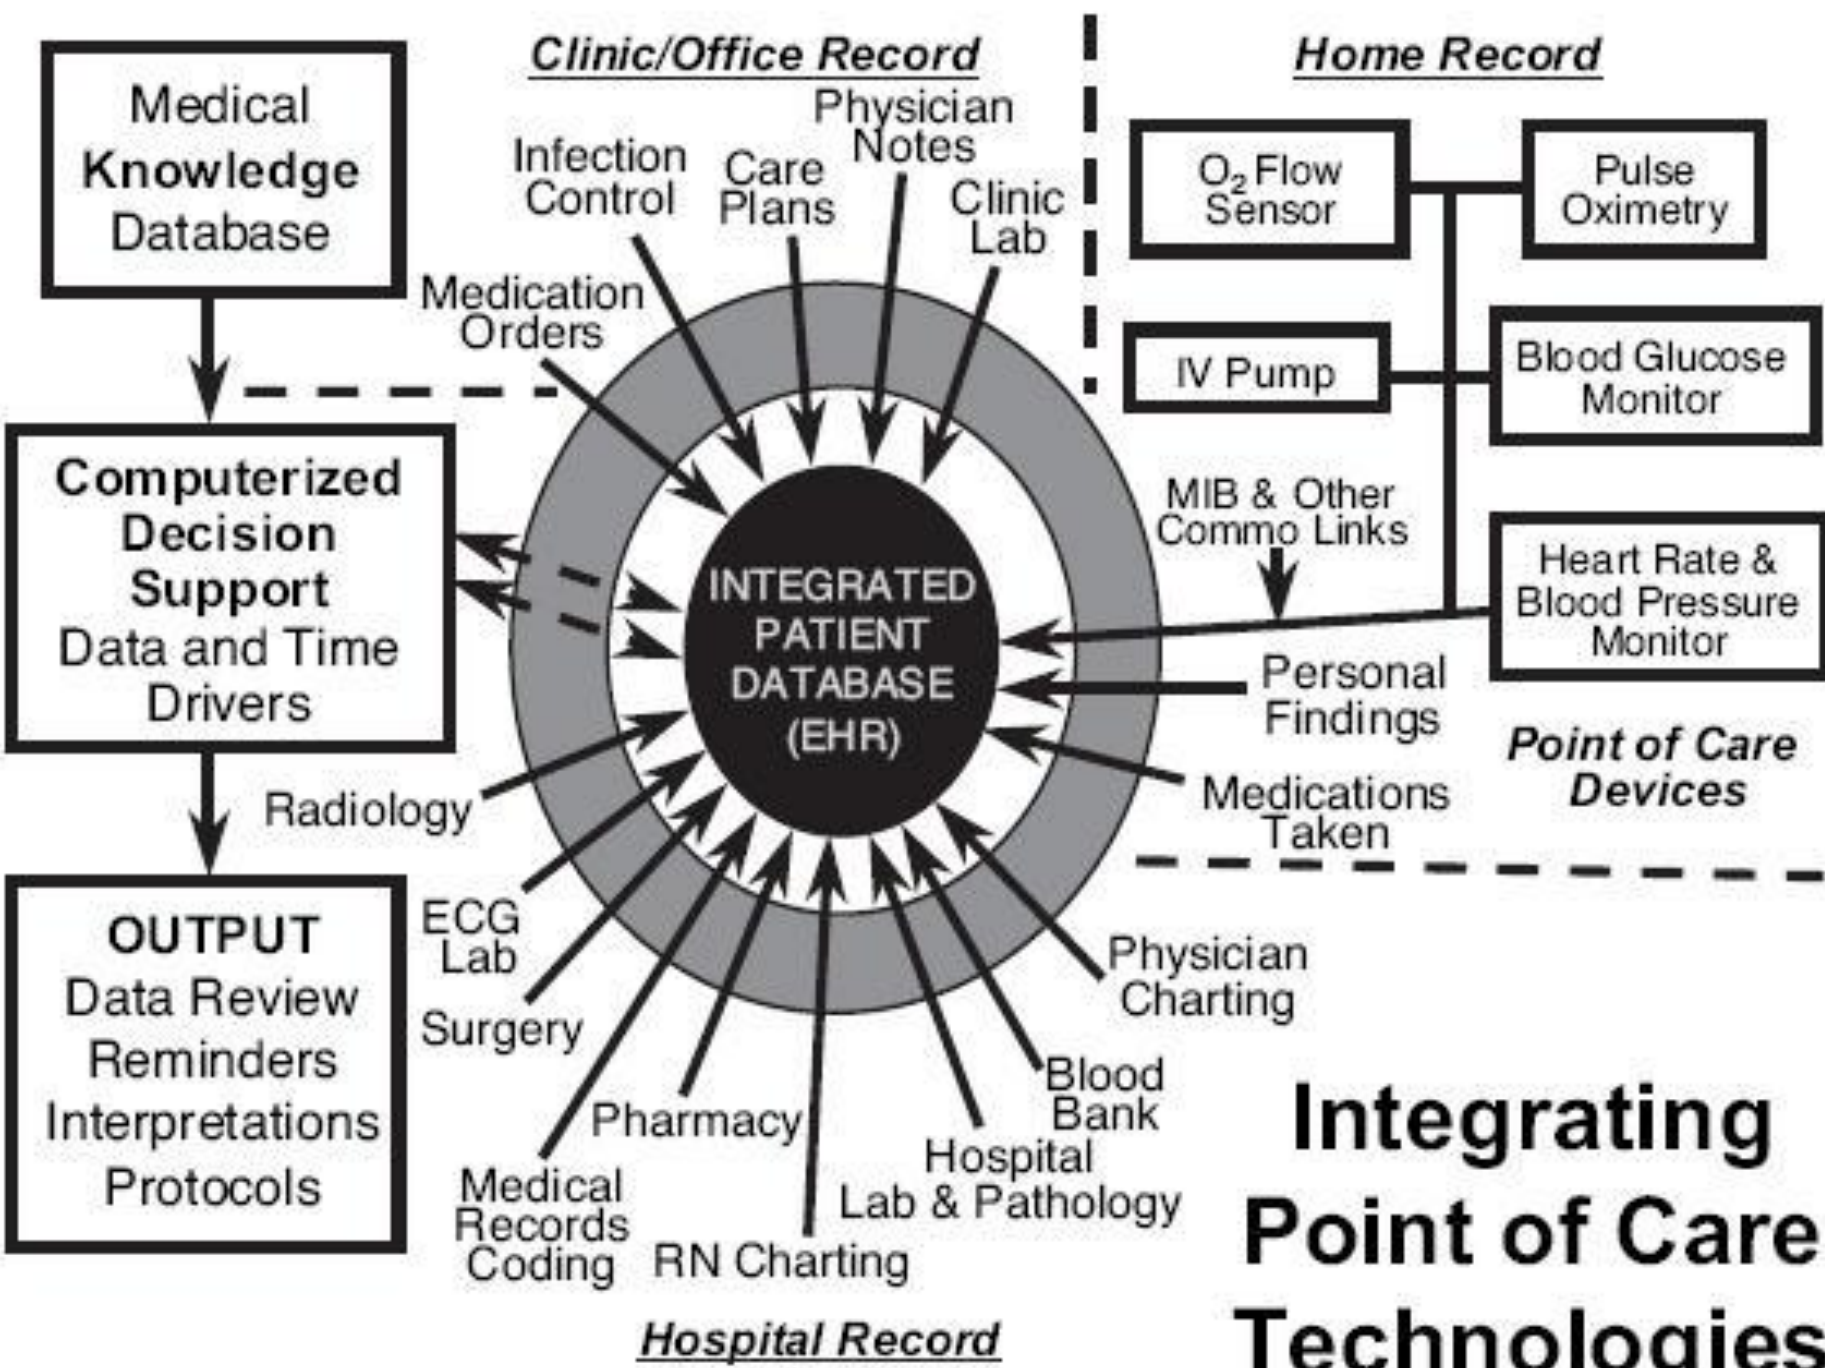 Clinic/Office Record
Home Record
Medical
Knowledge
Database
Infection
Control
Care
Plans
Physician
Notes
Clinic
Lab
Medication
Orders
O₂ Flow
Sensor
Pulse
Oximetry
IV Pump
Blood Glucose
Monitor
MIB & Other
Commo Links
Heart Rate &
Blood Pressure
Monitor
Computerized
Decision
Support
Data and Time
Drivers
INTEGRATED
PATIENT
DATABASE
(EHR)
Personal
Findings
Point of Care
Devices
Medications
Taken
Radiology
ECG
Lab
Surgery
OUTPUT
Data Review
Reminders
Interpretations
Protocols
Medical
Records
Coding
Pharmacy
RN Charting
Hospital
Lab & Pathology
Blood
Bank
Physician
Charting
Hospital Record
Integrating
Point of Care
Technologies